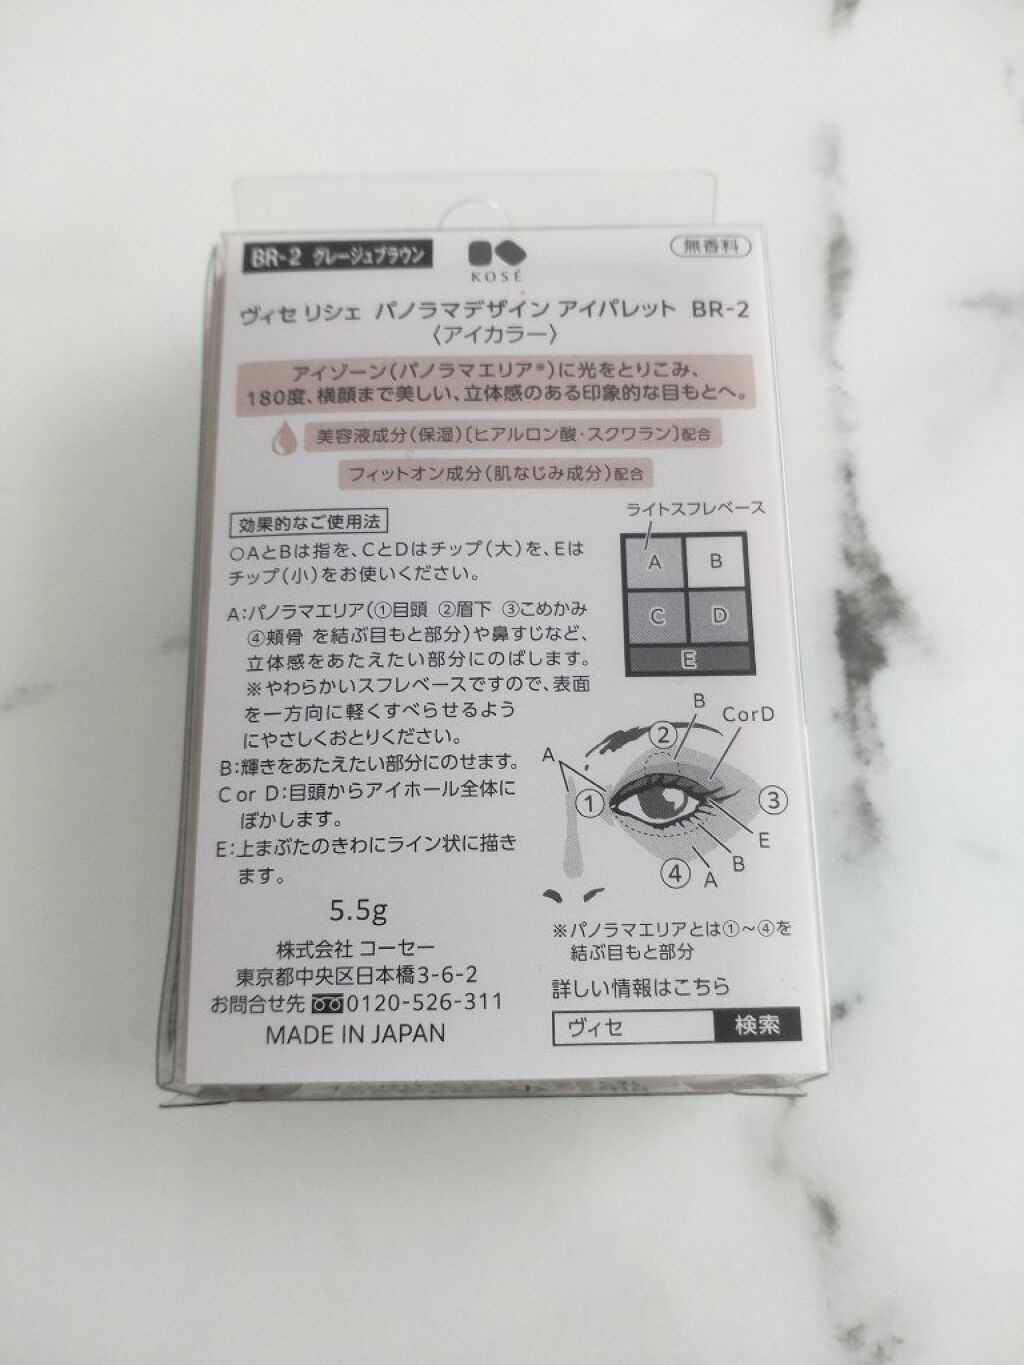 BR-2 グレージュブラウン
KOSÉ
無香料
ヴィセ リシェ パノラマデザイン アイパレット BR-2
〈アイカラー〉
アイゾーン(パノラマエリア※)に光をとりこみ、
180度、横顔まで美しい、立体感のある印象的な目もとへ。
美容液成分(保湿)〔ヒアルロン酸・スクワラン〕配合
フィットオン成分(肌なじみ成分)配合
効果的なご使用法
○AとBは指を、CとDはチップ(大)を、Eは
チップ(小)をお使いください。
A:パノラマエリア(①目頭 ②眉下 ③こめかみ
④頬骨 を結ぶ目もと部分)や鼻すじなど、
立体感をあたえたい部分にのばします。
※やわらかいスフレベースですので、表面
を一方向に軽くすべらせるよう
にやさしくおとりください。
B:輝きをあたえたい部分にのせます。
C or D:目頭からアイホール全体に
ぼかします。
E:上まぶたのきわにライン状に描き
ます。
ライトスフレベース
A
B
C
D
E
B
CorD
②
A
①
③
E
B
④
A
※パノラマエリアとは①〜④を
結ぶ目もと部分
5.5g
株式会社 コーセー
東京都中央区日本橋3-6-2
お問合せ先 0120-526-311
MADE IN JAPAN
詳しい情報はこちら
ヴィセ 検索